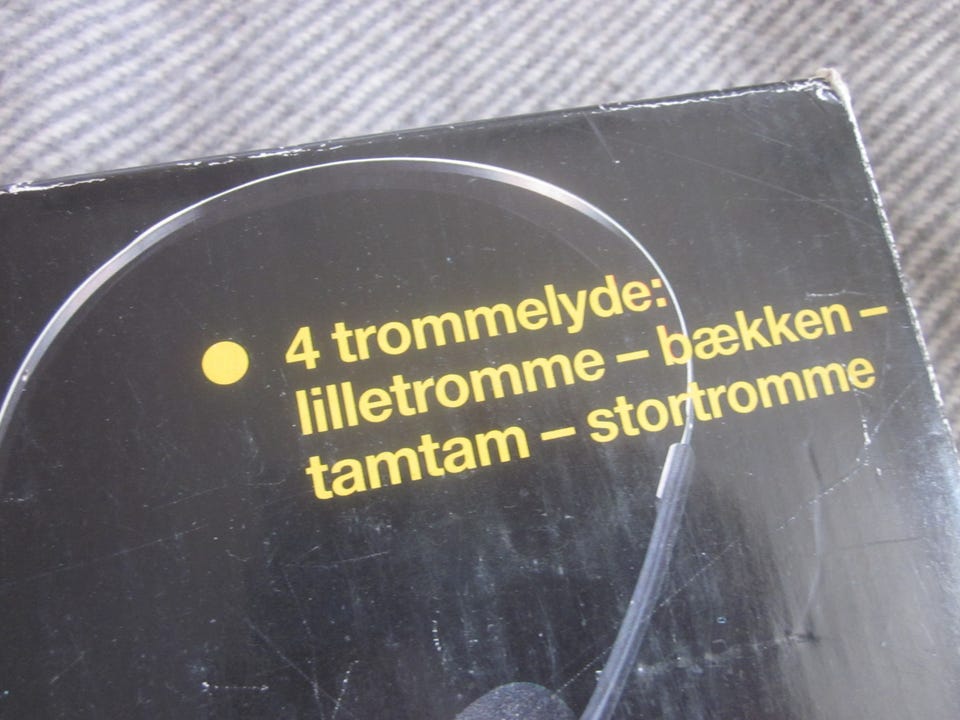 4 trommelyde:
lilletromme – bækken –
tamtam – stortromme